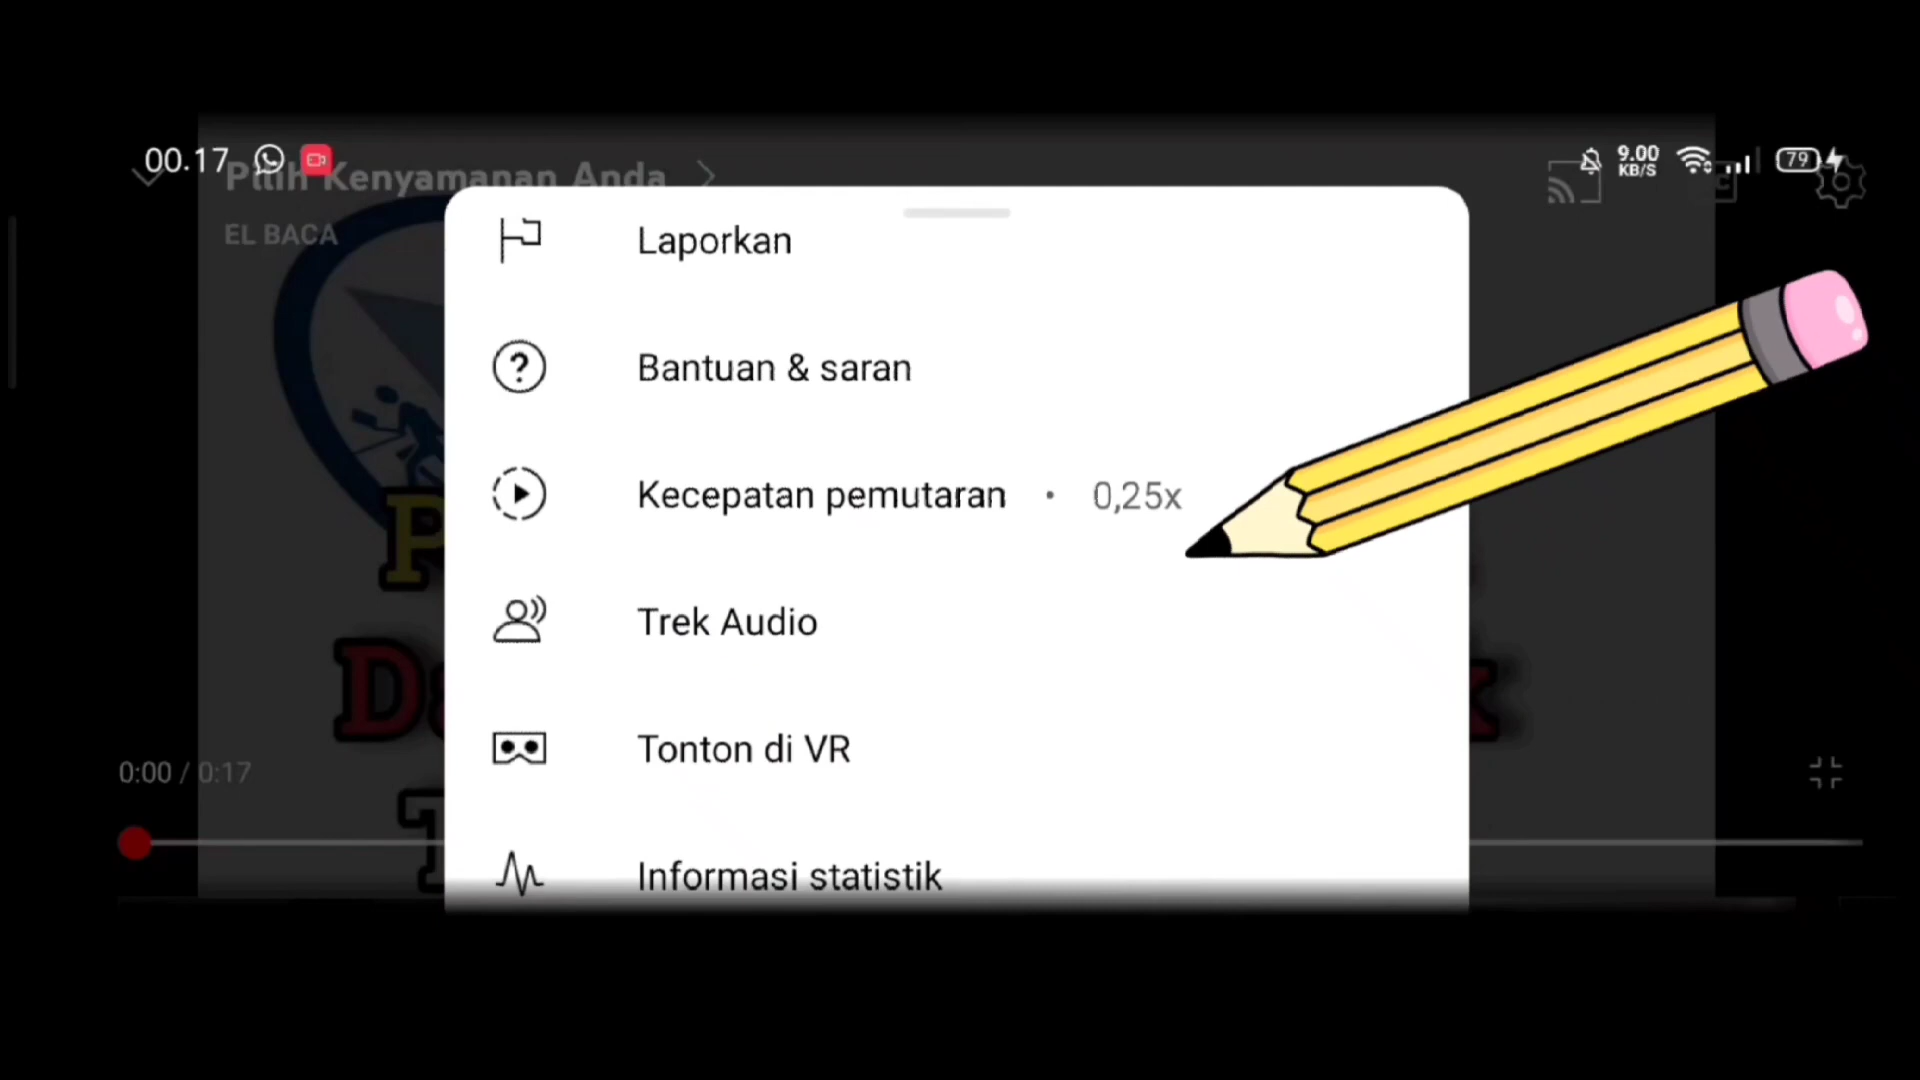 00.17
9.00
KB/S
79
Pilih Kenyamanan Anda
EL BACA
Laporkan
Bantuan & saran
Kecepatan pemutaran • 0,25x
Trek Audio
Tonton di VR
Informasi statistik
0:00 / 0:17